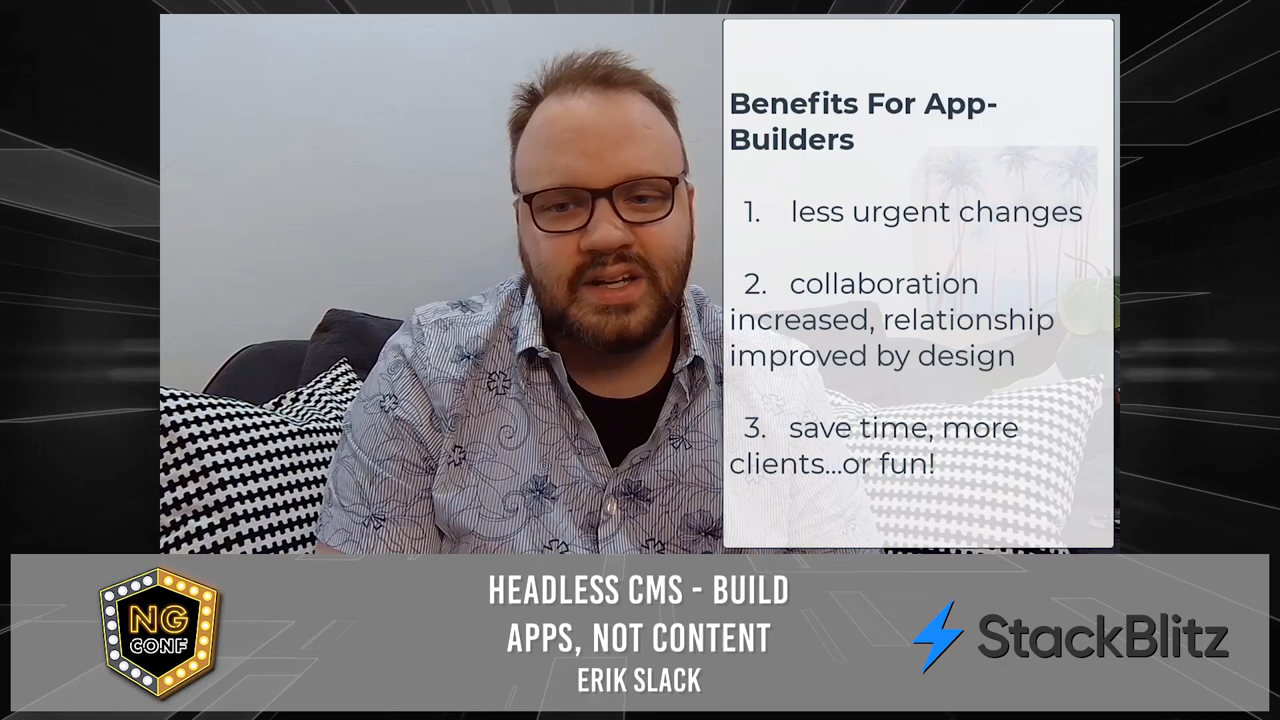 Benefits For App-
Builders
1. less urgent changes
2. collaboration
increased, relationship
improved by design
3. save time, more
clients...or fun!
NG
CONF
HEADLESS CMS - BUILD
APPS, NOT CONTENT
ERIK SLACK
StackBlitz